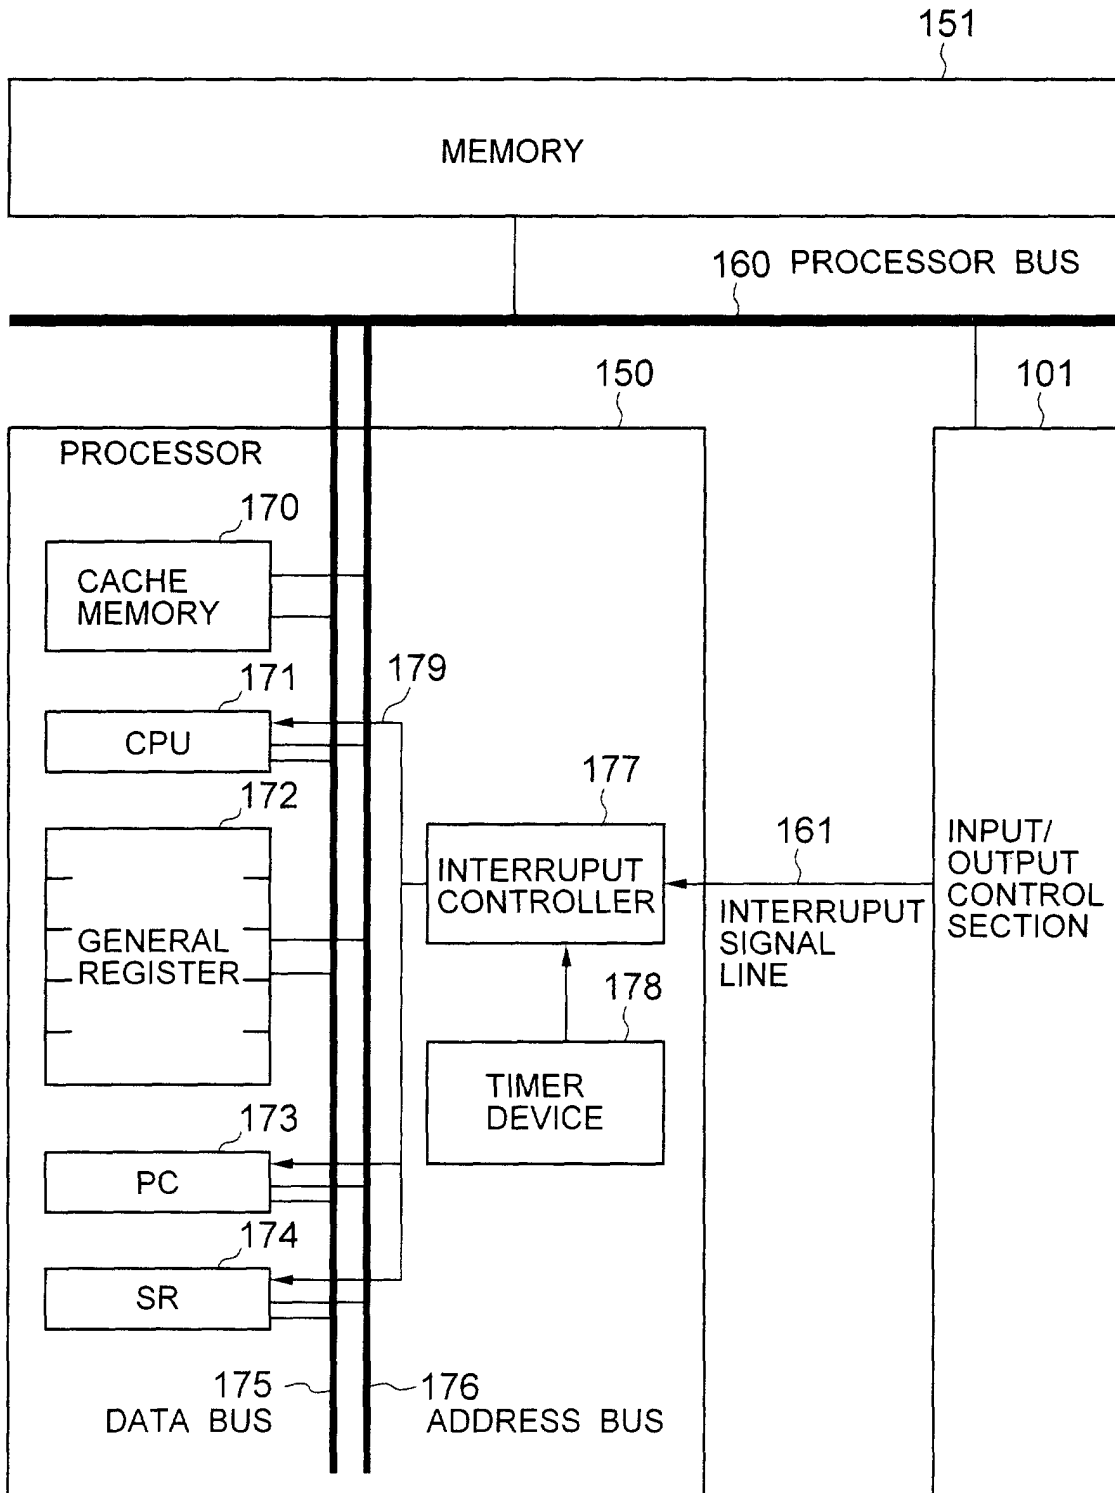 151
MEMORY
160 PROCESSOR BUS
150
101
PROCESSOR
170
CACHE
MEMORY
179
171
CPU
177
172
161
INTERRUPUT
CONTROLLER
INPUT/
OUTPUT
CONTROL
SECTION
INTERRUPUT
SIGNAL
LINE
GENERAL
REGISTER
178
TIMER
DEVICE
173
PC
174
SR
175
DATA BUS
176
ADDRESS BUS